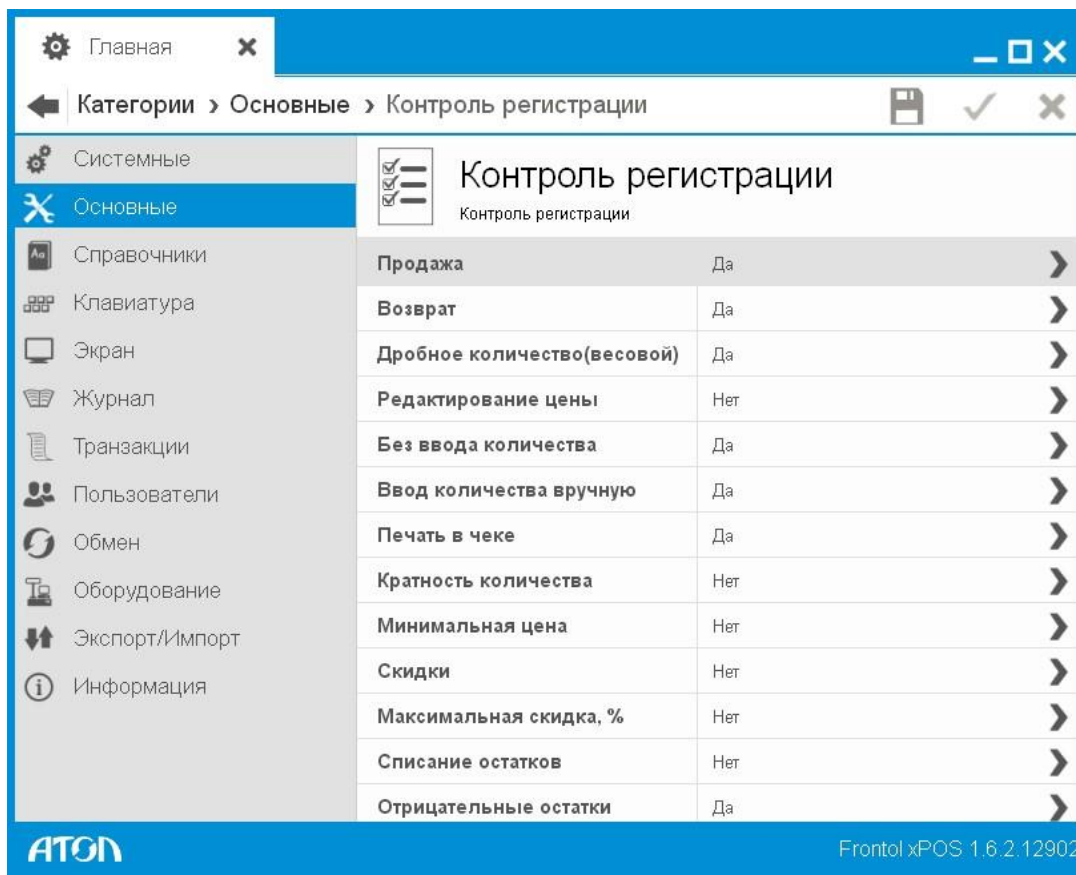 Главная
Категории › Основные › Контроль регистрации
Системные
Основные
Справочники
Клавиатура
Экран
Журнал
Транзакции
Пользователи
Обмен
Оборудование
Экспорт/Импорт
Информация
Контроль регистрации
Контроль регистрации
Продажа Да
Возврат Да
Дробное количество(весовой) Да
Редактирование цены Нет
Без ввода количества Да
Ввод количества вручную Да
Печать в чеке Да
Кратность количества Нет
Минимальная цена Нет
Скидки Нет
Максимальная скидка, % Нет
Списание остатков Нет
Отрицательные остатки Да
АТОЛ
Frontol xPOS 1.6.2.12902